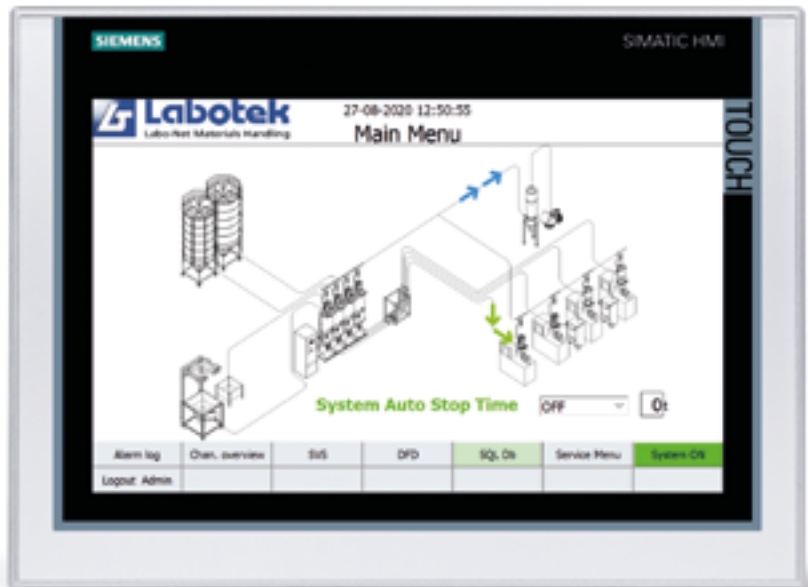 SIEMENS
SIMATIC HMI
TOUCH
Labotek
Labo-Net Materials Handling
27-08-2020 12:50:55
Main Menu
System Auto Stop Time
OFF
Alarm log
Chan. overview
SVS
DFD
SQL Db
Service Menu
System ON
Logout Admin